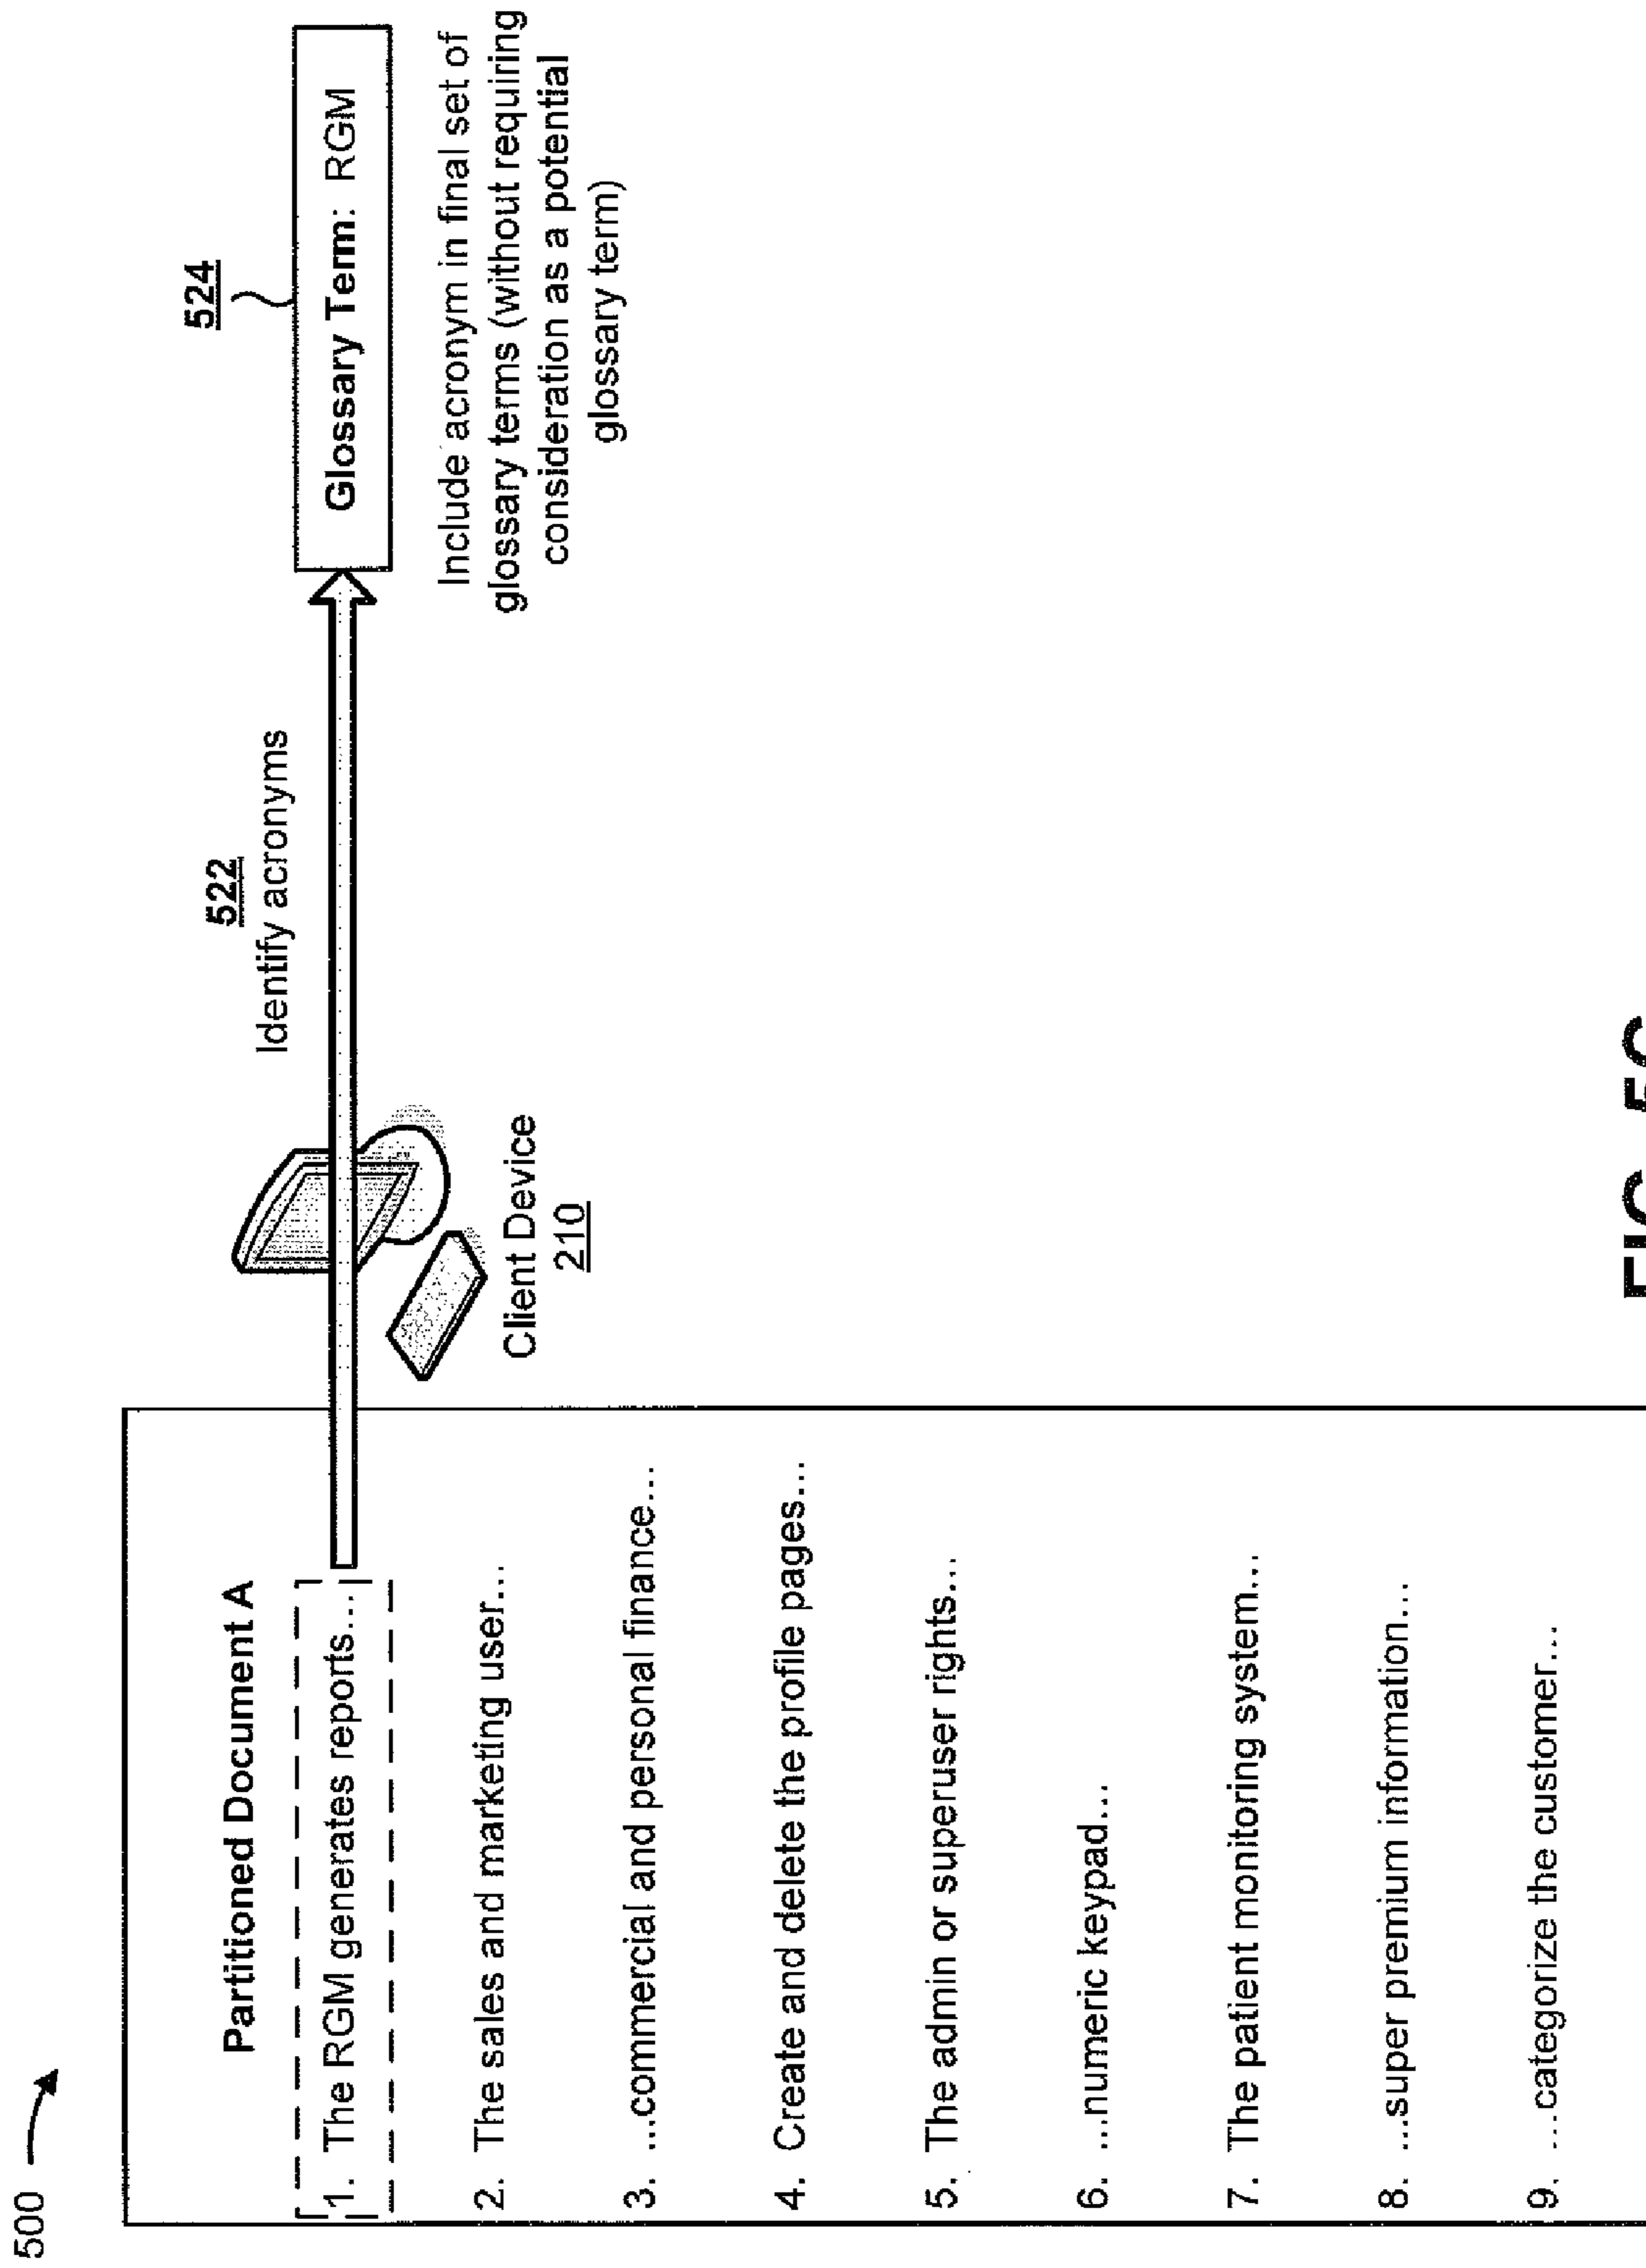 500
Partitioned Document A
1. The RGM generates reports...
2. The sales and marketing user...
3. ...commercial and personal finance...
4. Create and delete the profile pages...
5. The admin or superuser rights...
6. ...numeric keypad...
7. The patient monitoring system...
8. ...super premium information...
9. ...categorize the customer...
Client Device
210
522
Identify acronyms
524
Glossary Term: RGM
Include acronym in final set of
glossary terms (without requiring
consideration as a potential
glossary term)